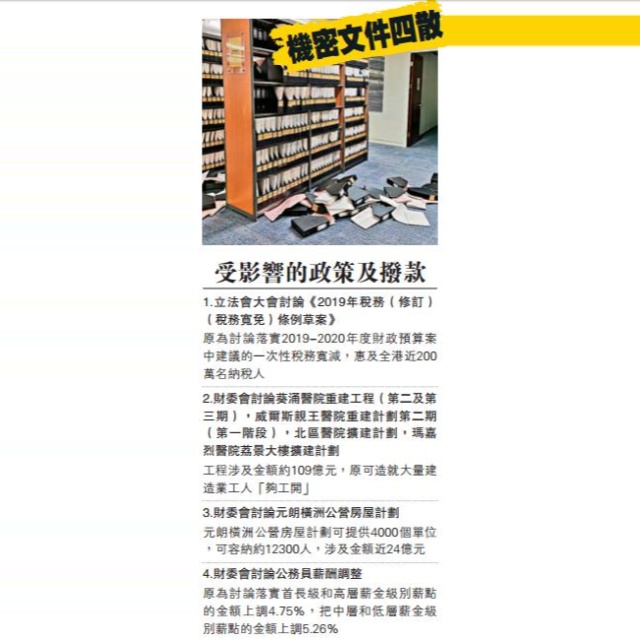 機密文件四散
受影響的政策及撥款
1.立法會大會討論《2019年稅務（修訂）
（稅務寬免）條例草案》
原為討論落實2019–2020年度財政預算案
中建議的一次性稅務寬減，惠及全港近200
萬名納稅人
2.財委會討論葵涌醫院重建工程（第二及第
三期），威爾斯親王醫院重建計劃第二期
（第一階段），北區醫院擴建計劃，瑪嘉
烈醫院荔景大樓擴建計劃
工程涉及金額約109億元，原可造就大量建
造業工人「夠工開」
3.財委會討論元朗橫洲公營房屋計劃
元朗橫洲公營房屋計劃可提供4000個單位
，可容納約12300人，涉及金額近24億元
4.財委會討論公務員薪酬調整
原為討論落實首長級和高層薪金級別薪點
的金額上調4.75%，把中層和低層薪金級
別薪點的金額上調5.26%